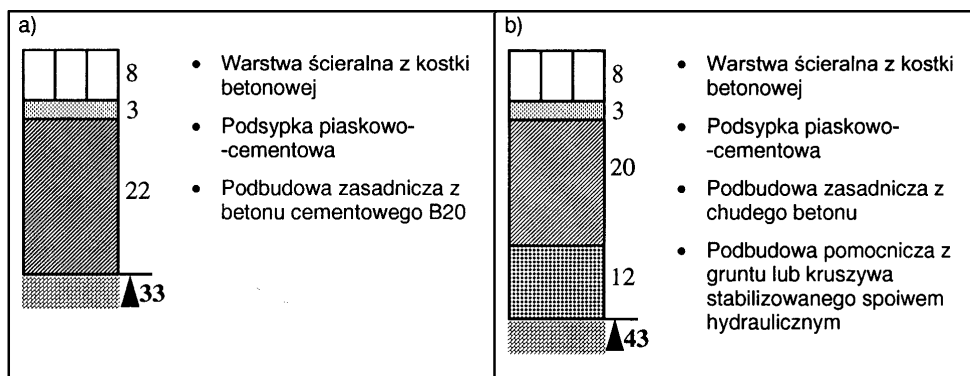 a)
8
3
22
33
• Warstwa ścieralna z kostki
betonowej
• Podsypka piaskowo-
-cementowa
• Podbudowa zasadnicza z
betonu cementowego B20
b)
8
3
20
12
43
• Warstwa ścieralna z kostki
betonowej
• Podsypka piaskowo-
-cementowa
• Podbudowa zasadnicza z
chudego betonu
• Podbudowa pomocnicza z
gruntu lub kruszywa
stabilizowanego spoiwem
hydraulicznym